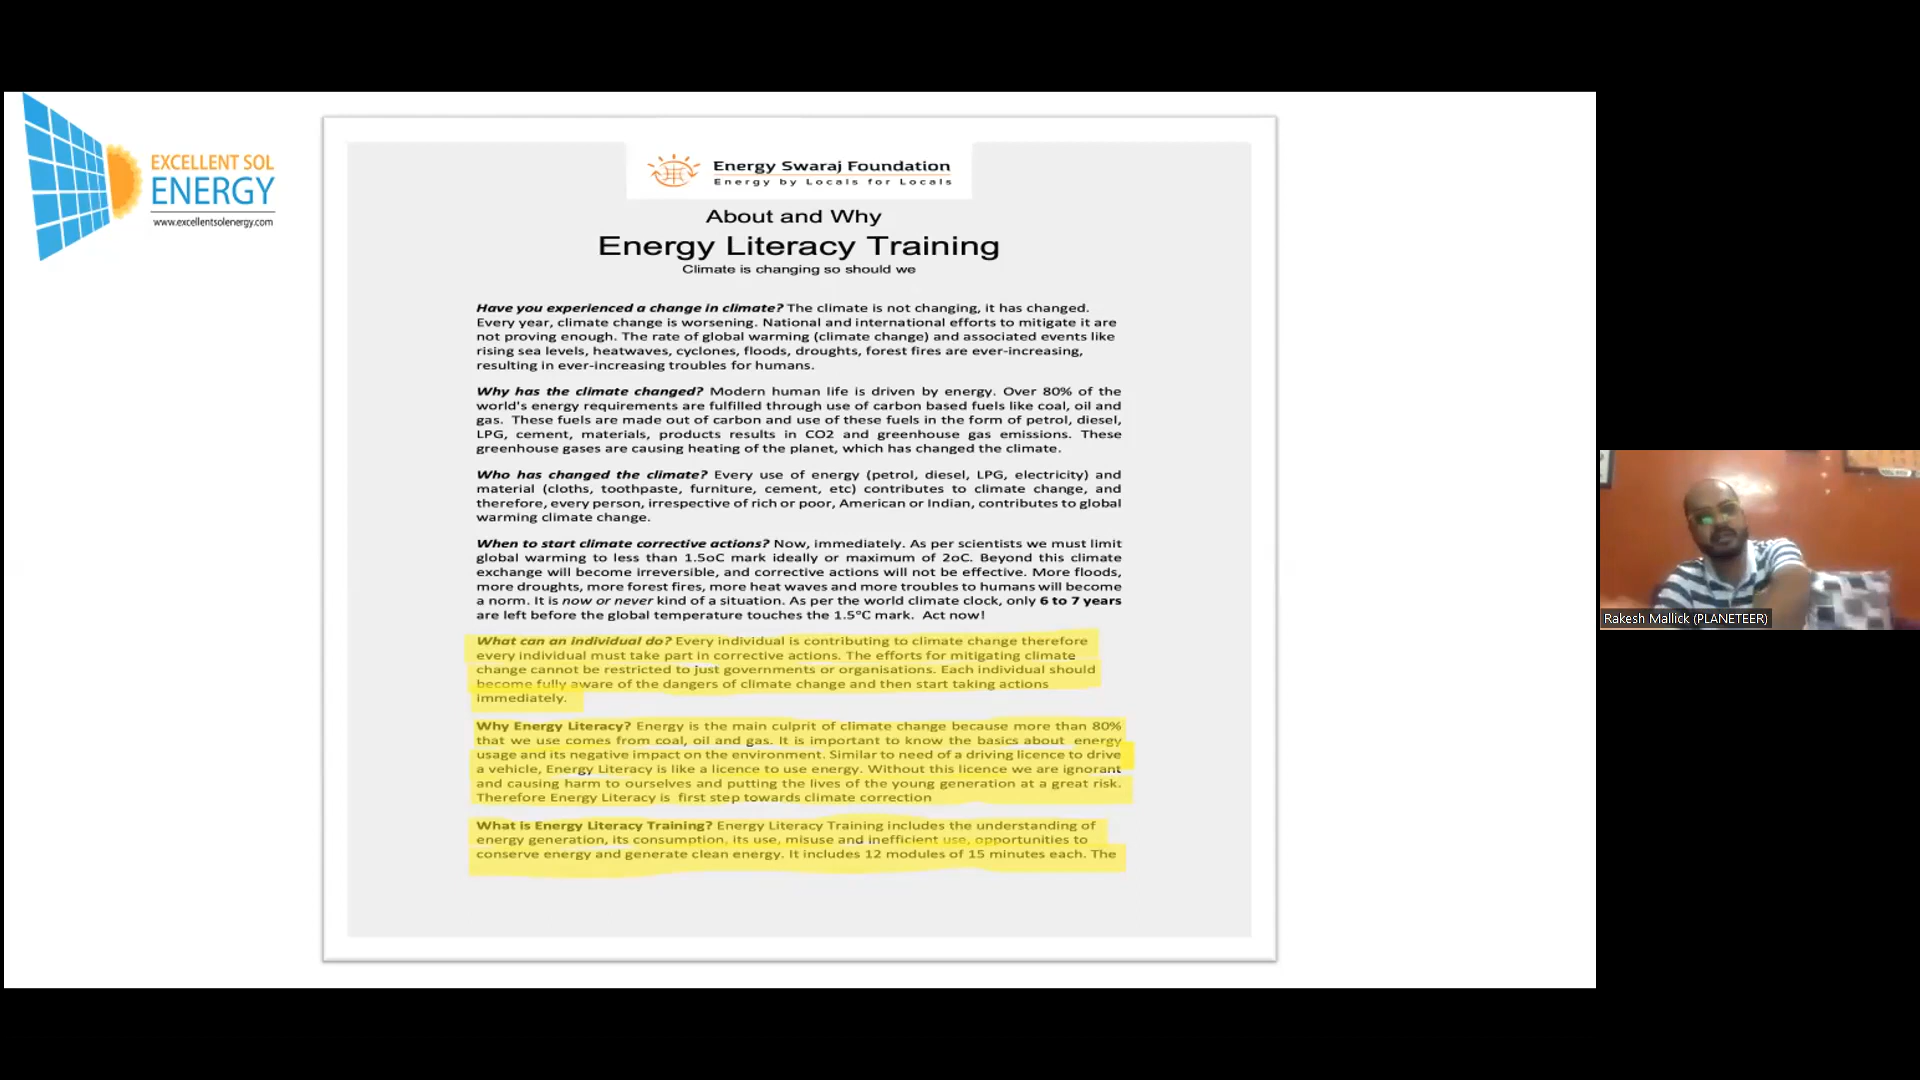 EXCELLENT SOL
ENERGY
www.excellentsolenergy.com
Energy Swaraj Foundation
Energy by Locals for Locals
About and Why
Energy Literacy Training
Climate is changing so should we
Have you experienced a change in climate? The climate is not changing, it has changed.
Every year, climate change is worsening. National and international efforts to mitigate it are
not proving enough. The rate of global warming (climate change) and associated events like
rising sea levels, heatwaves, cyclones, floods, droughts, forest fires are ever-increasing,
resulting in ever-increasing troubles for humans.
Why has the climate changed? Modern human life is driven by energy. Over 80% of the
world's energy requirements are fulfilled through use of carbon based fuels like coal, oil and
gas. These fuels are made out of carbon and use of these fuels in the form of petrol, diesel,
LPG, cement, materials, products results in CO2 and greenhouse gas emissions. These
greenhouse gases are causing heating of the planet, which has changed the climate.
Who has changed the climate? Every use of energy (petrol, diesel, LPG, electricity) and
material (cloths, toothpaste, furniture, cement, etc) contributes to climate change, and
therefore, every person, irrespective of rich or poor, American or Indian, contributes to global
warming climate change.
When to start climate corrective actions? Now, immediately. As per scientists we must limit
global warming to less than 1.5oC mark ideally or maximum of 2oC. Beyond this climate
exchange will become irreversible, and corrective actions will not be effective. More floods,
more droughts, more forest fires, more heat waves and more troubles to humans will become
a norm. It is now or never kind of a situation. As per the world climate clock, only 6 to 7 years
are left before the global temperature touches the 1.5°C mark. Act now!
What can an individual do? Every individual is contributing to climate change therefore
every individual must take part in corrective actions. The efforts for mitigating climate
change cannot be restricted to just governments or organisations. Each individual should
become fully aware of the dangers of climate change and then start taking actions
immediately.
Why Energy Literacy? Energy is the main culprit of climate change because more than 80%
that we use comes from coal, oil and gas. It is important to know the basics about energy
usage and its negative impact on the environment. Similar to need of a driving licence to drive
a vehicle, Energy Literacy is like a licence to use energy. Without this licence we are ignorant
and causing harm to ourselves and putting the lives of the young generation at a great risk.
Therefore Energy Literacy is first step towards climate correction
What is Energy Literacy Training? Energy Literacy Training includes the understanding of
energy generation, its consumption, its use, misuse and inefficient use, opportunities to
conserve energy and generate clean energy. It includes 12 modules of 15 minutes each. The
Rakesh Mallick (PLANETEER)